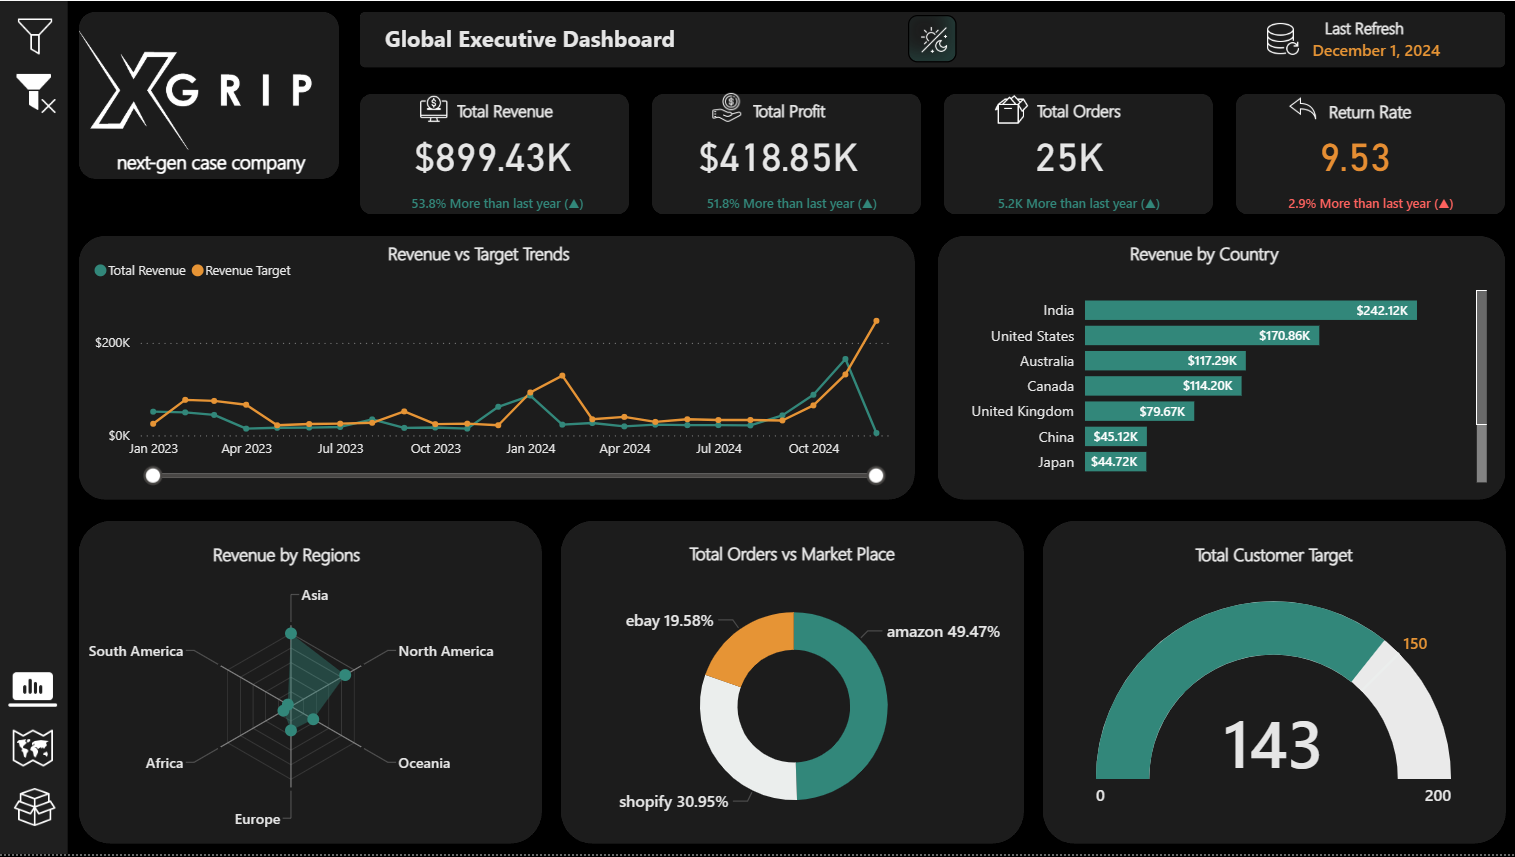 XGRIP
next-gen case company
Global Executive Dashboard
Last Refresh
December 1, 2024
Total Revenue
$899.43K
53.8% More than last year (▲)
Total Profit
$418.85K
51.8% More than last year (▲)
Total Orders
25K
5.2K More than last year (▲)
Return Rate
9.53
2.9% More than last year (▲)
Revenue vs Target Trends
Total Revenue Revenue Target
$200K
$0K
Jan 2023 Apr 2023 Jul 2023 Oct 2023 Jan 2024 Apr 2024 Jul 2024 Oct 2024
Revenue by Country
India $242.12K
United States $170.86K
Australia $117.29K
Canada $114.20K
United Kingdom $79.67K
China $45.12K
Japan $44.72K
Revenue by Regions
Asia
South America North America
Africa Oceania
Europe
Total Orders vs Market Place
ebay 19.58%
amazon 49.47%
shopify 30.95%
Total Customer Target
150
143
0 200